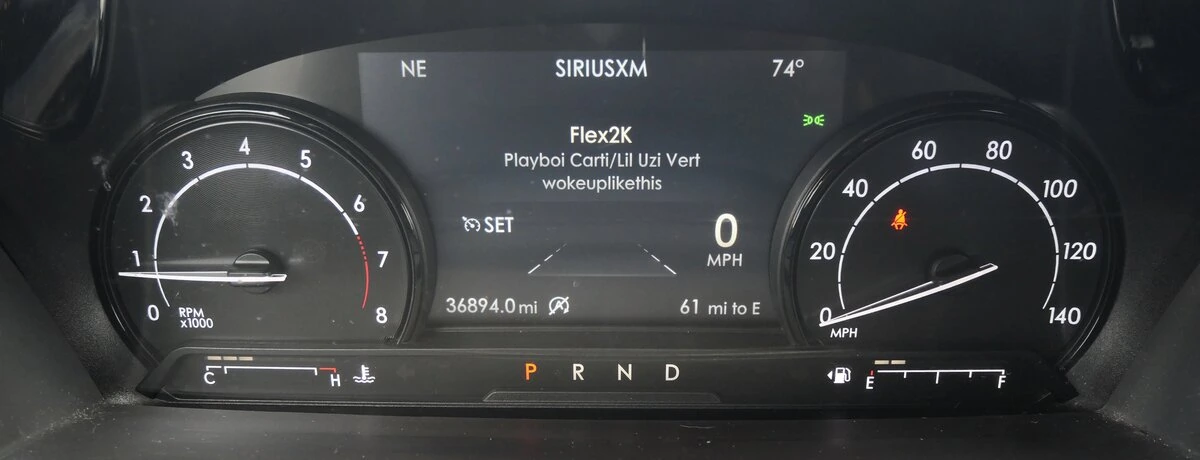 NE SIRIUSXM 74°
Flex2K
Playboi Carti/Lil Uzi Vert
wokeuplikethis
SET
0
MPH
36894.0 mi 61 mi to E
0 1 2 3 4 5 6 7 8
RPM
x1000
0 20 40 60 80 100 120 140
MPH
C H
P R N D
E F